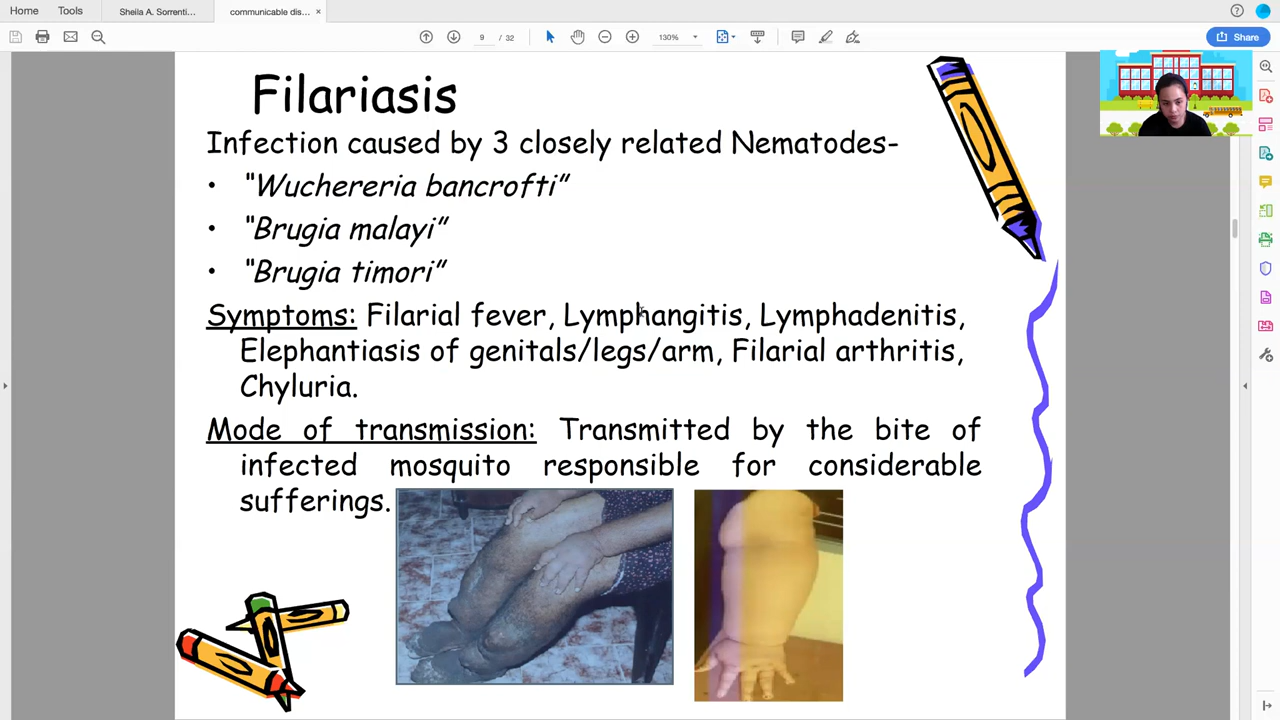 Home
Tools
Sheila A. Sorrenti...
communicable dis...
×
9 / 32
130%
Share
Filariasis
Infection caused by 3 closely related Nematodes-
• "Wuchereria bancrofti”
• "Brugia malayi”
• "Brugia timori”
Symptoms: Filarial fever, Lymphangitis, Lymphadenitis,
Elephantiasis of genitals/legs/arm, Filarial arthritis,
Chyluria.
Mode of transmission: Transmitted by the bite of
infected mosquito responsible for considerable
sufferings.